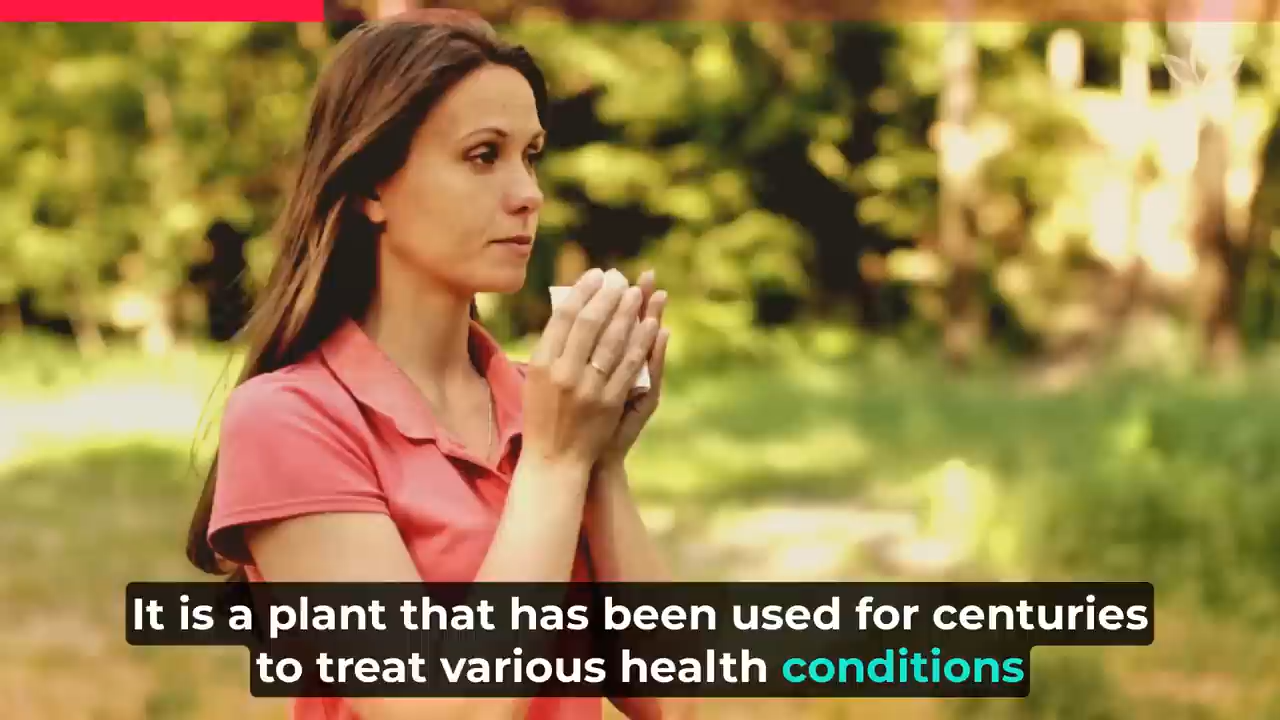 It is a plant that has been used for centuries
to treat various health conditions